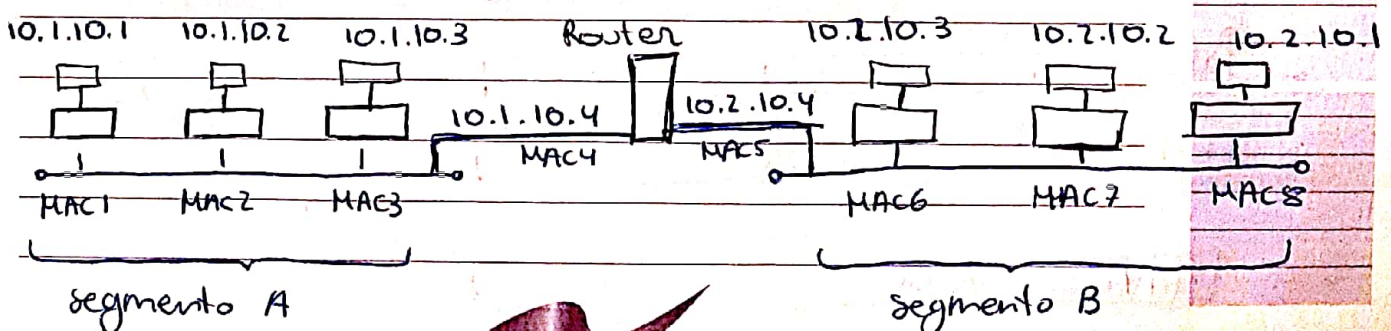 10.1.10.1 10.1.10.2 10.1.10.3 Router 10.2.10.3 10.2.10.2 10.2.10.1
10.1.10.4 10.2.10.4
MAC4 MAC5
MAC1 MAC2 MAC3 MAC6 MAC7 MAC8
segmento A segmento B